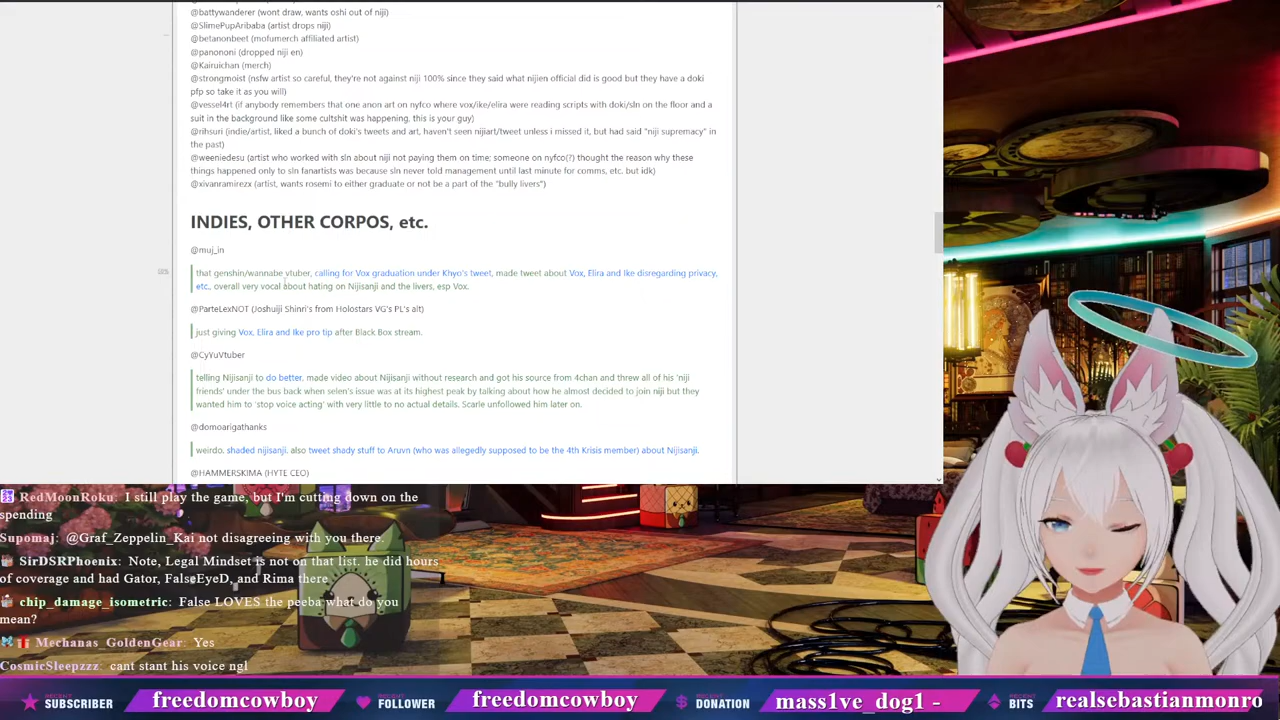 @battywanderer (wont draw, wants oshi out of niji)
@SlimePupAribaba (artist drops niji)
@betanonbeet (mofumerch affiliated artist)
@panononi (dropped niji en)
@Kairuichan (merch)
@strongmoist (nsfw artist so careful, they're not against niji 100% since they said what nijien official did is good but they have a doki
pfp so take it as you will)
@vessel4rt (if anybody remembers that one anon art on nyfco where vox/ike/elira were reading scripts with doki/sln on the floor and a
suit in the background like some cultshit was happening, this is your guy)
@rihsuri (indie/artist, liked a bunch of doki's tweets and art, haven't seen nijiart/tweet unless i missed it, but had said "niji supremacy" in
the past)
@weeniedesu (artist who worked with sln about niji not paying them on time; someone on nyfco(?) thought the reason why these
things happened only to sln fanartists was because sln never told management until last minute for comms, etc. but idk)
@xivanramirezx (artist, wants rosemi to either graduate or not be a part of the "bully livers")
INDIES, OTHER CORPOS, etc.
@muj_in
that genshin/wannabe vtuber, calling for Vox graduation under Khyo's tweet, made tweet about Vox, Elira and Ike disregarding privacy,
etc., overall very vocal about hating on Nijisanji and the livers, esp Vox.
@ParteLexNOT (Joshuiji Shinri's from Holostars VG's PL's alt)
just giving Vox, Elira and Ike pro tip after Black Box stream.
@CyYuVtuber
telling Nijisanji to do better, made video about Nijisanji without research and got his source from 4chan and threw all of his 'niji
friends' under the bus back when selen's issue was at its highest peak by talking about how he almost decided to join niji but they
wanted him to 'stop voice acting' with very little to no actual details. Scarle unfollowed him later on.
@domoarigathanks
weirdo. shaded nijisanji. also tweet shady stuff to Aruvn (who was allegedly supposed to be the 4th Krisis member) about Nijisanji.
@HAMMERSKIMA (HYTE CEO)
RedMoonRoku: I still play the game, but I'm cutting down on the
spending
Supomaj: @Graf_Zeppelin_Kai not disagreeing with you there.
SirDSRPhoenix: Note, Legal Mindset is not on that list. he did hours
of coverage and had Gator, FalseEyeD, and Rima there
chip_damage_isometric: False LOVES the peeba what do you
mean?
Mechanas_GoldenGear: Yes
CosmicSleepzzz: cant stant his voice ngl
RECENT SUBSCRIBER freedomcowboy RECENT FOLLOWER freedomcowboy RECENT DONATION mass1ve_dog1 - RECENT BITS realsebastianmonro